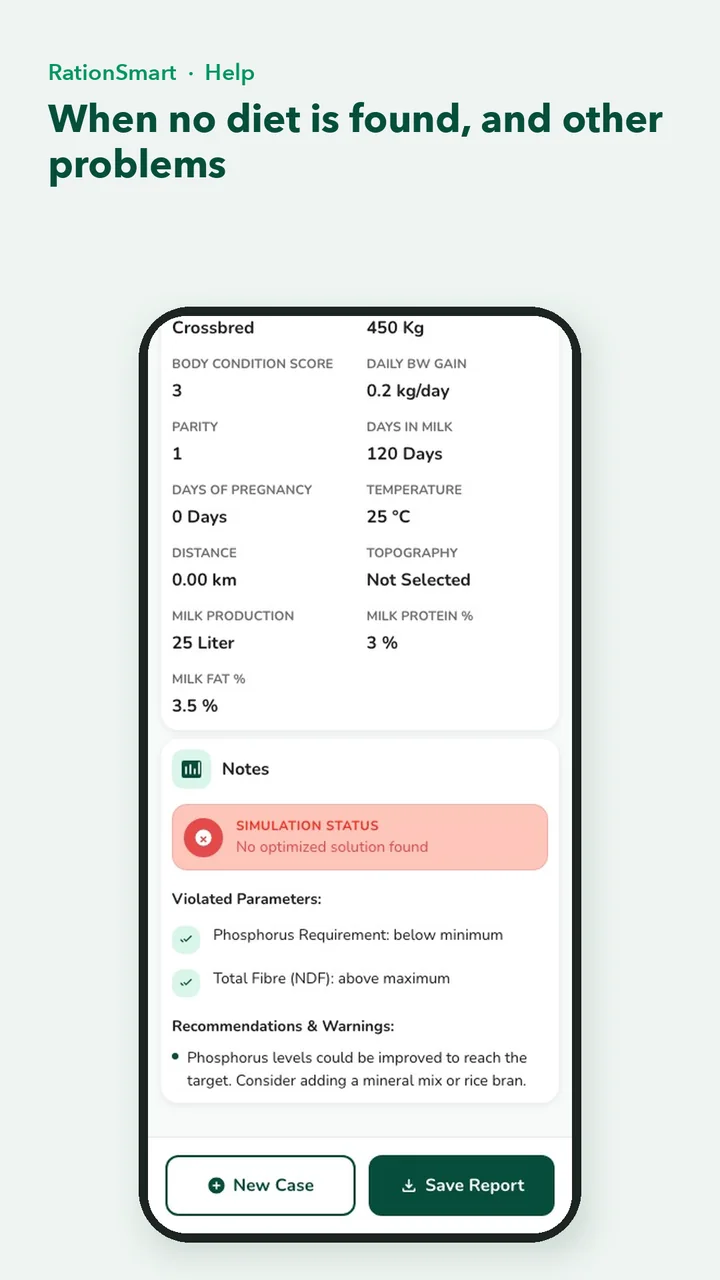 RationSmart · Help
When no diet is found, and other
problems
Crossbred 450 Kg
BODY CONDITION SCORE DAILY BW GAIN
3 0.2 kg/day
PARITY DAYS IN MILK
1 120 Days
DAYS OF PREGNANCY TEMPERATURE
0 Days 25 °C
DISTANCE TOPOGRAPHY
0.00 km Not Selected
MILK PRODUCTION MILK PROTEIN %
25 Liter 3 %
MILK FAT %
3.5 %
Notes
SIMULATION STATUS
No optimized solution found
Violated Parameters:
Phosphorus Requirement: below minimum
Total Fibre (NDF): above maximum
Recommendations & Warnings:
Phosphorus levels could be improved to reach the
target. Consider adding a mineral mix or rice bran.
New Case Save Report